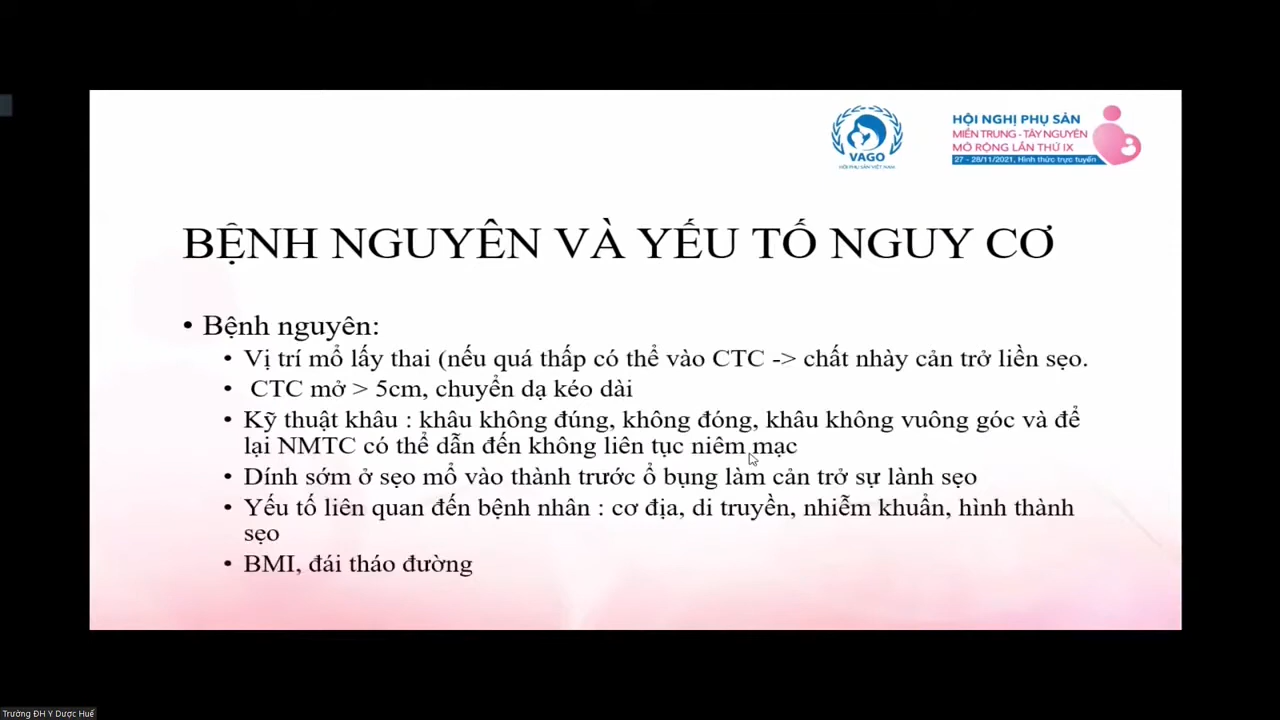 VAGO
HỘI PHỤ SẢN VIỆT NAM
HỘI NGHỊ PHỤ SẢN
MIỀN TRUNG - TÂY NGUYÊN
MỞ RỘNG LẦN THỨ IX
27 - 28/11/2021, Hình thức trực tuyến
BỆNH NGUYÊN VÀ YẾU TỐ NGUY CƠ
• Bệnh nguyên:
• Vị trí mổ lấy thai (nếu quá thấp có thể vào CTC -> chất nhày cản trở liền sẹo.
• CTC mở > 5cm, chuyển dạ kéo dài
• Kỹ thuật khâu : khâu không đúng, không đóng, khâu không vuông góc và để
lại NMTC có thể dẫn đến không liên tục niêm mạc
• Dính sớm ở sẹo mổ vào thành trước ổ bụng làm cản trở sự lành sẹo
• Yếu tố liên quan đến bệnh nhân : cơ địa, di truyền, nhiễm khuẩn, hình thành
sẹo
• BMI, đái tháo đường
Trường ĐH Y Dược Huế